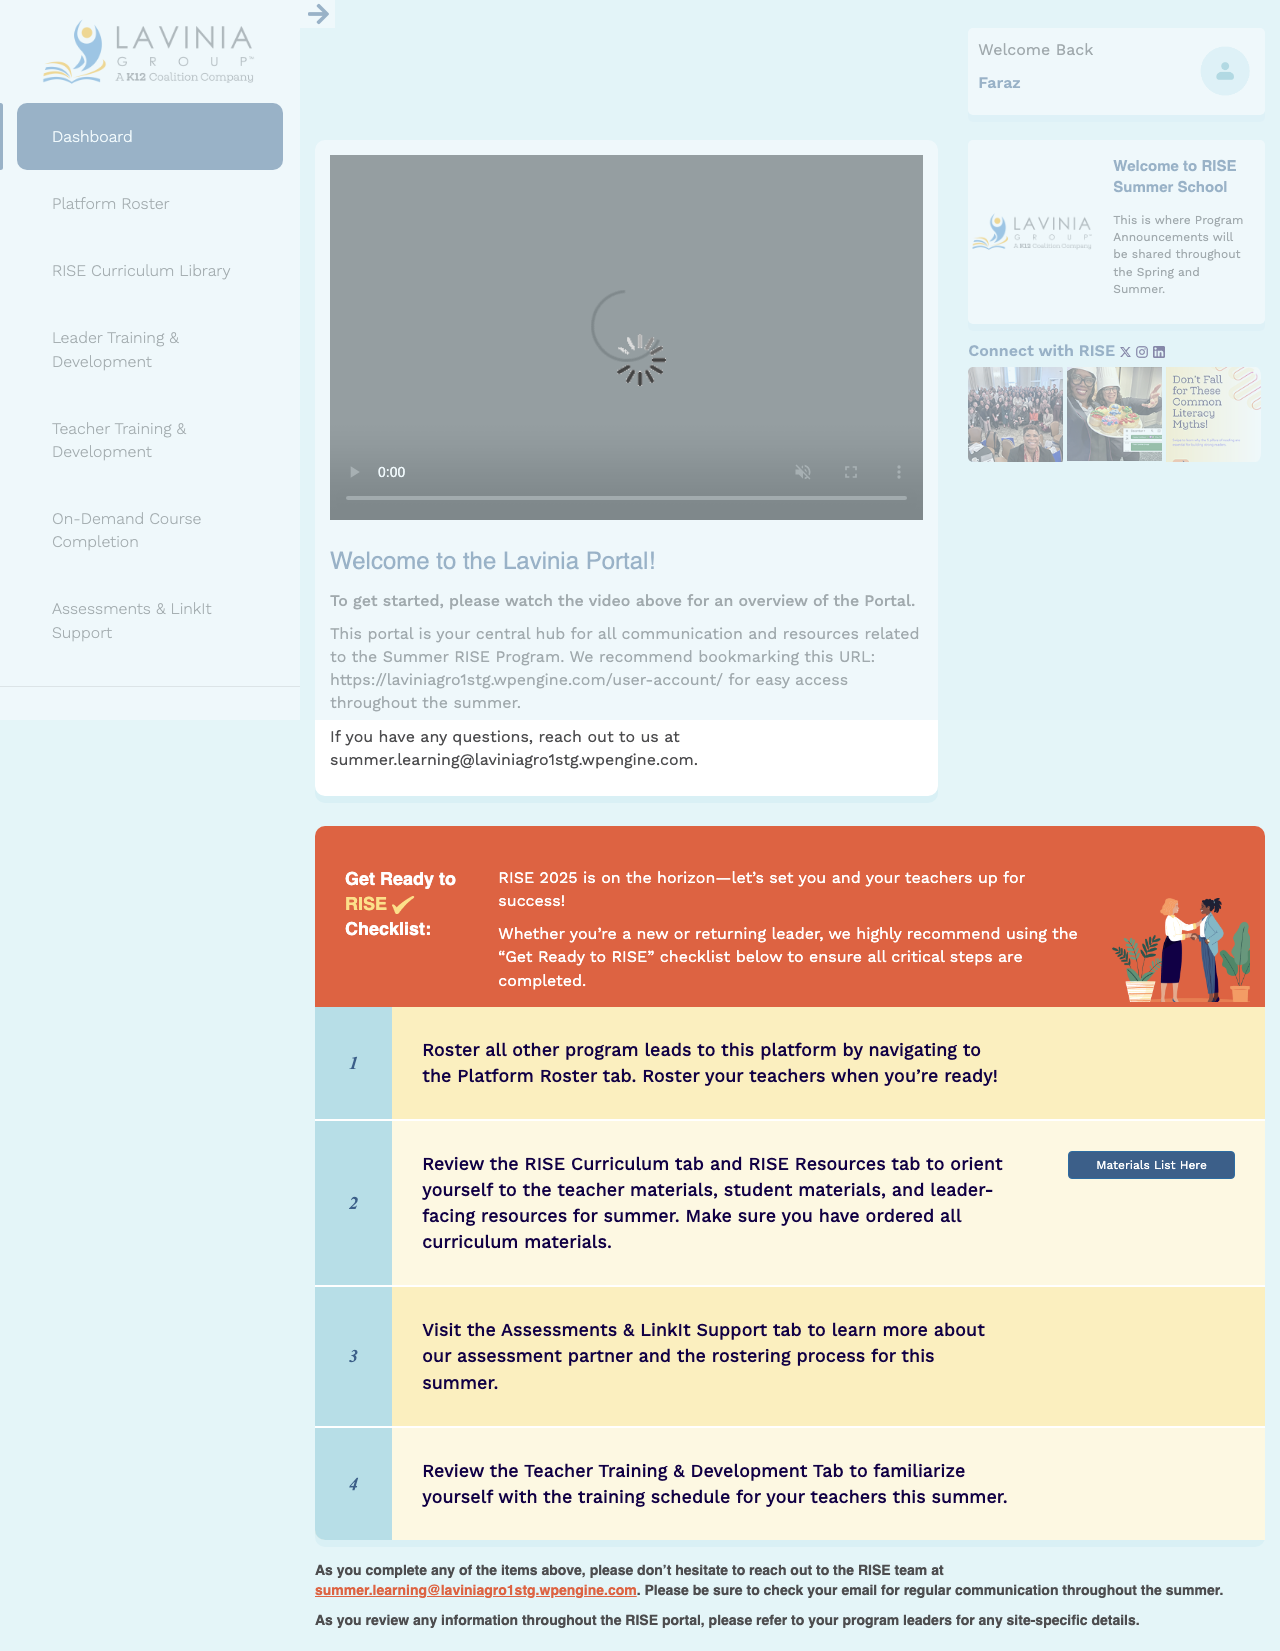 LAVINIA
GROUP
A K12 Coalition Company
Dashboard
Platform Roster
RISE Curriculum Library
Leader Training &
Development
Teacher Training &
Development
On-Demand Course
Completion
Assessments & LinkIt
Support
Welcome Back
Faraz
0:00
Welcome to the Lavinia Portal!
To get started, please watch the video above for an overview of the Portal.
This portal is your central hub for all communication and resources related
to the Summer RISE Program. We recommend bookmarking this URL:
https://laviniagro1stg.wpengine.com/user-account/ for easy access
throughout the summer.
If you have any questions, reach out to us at
summer.learning@laviniagro1stg.wpengine.com.
LAVINIA
GROUP
A K12 Coalition Company
Welcome to RISE
Summer School
This is where Program
Announcements will
be shared throughout
the Spring and
Summer.
Connect with RISE
Don't Fall
for These
Common
Literacy
Myths!
Get Ready to
RISE
Checklist:
RISE 2025 is on the horizon—let’s set you and your teachers up for
success!
Whether you’re a new or returning leader, we highly recommend using the
“Get Ready to RISE” checklist below to ensure all critical steps are
completed.
1
Roster all other program leads to this platform by navigating to
the Platform Roster tab. Roster your teachers when you’re ready!
2
Review the RISE Curriculum tab and RISE Resources tab to orient
yourself to the teacher materials, student materials, and leader-
facing resources for summer. Make sure you have ordered all
curriculum materials.
Materials List Here
3
Visit the Assessments & LinkIt Support tab to learn more about
our assessment partner and the rostering process for this
summer.
4
Review the Teacher Training & Development Tab to familiarize
yourself with the training schedule for your teachers this summer.
As you complete any of the items above, please don’t hesitate to reach out to the RISE team at
summer.learning@laviniagro1stg.wpengine.com. Please be sure to check your email for regular communication throughout the summer.
As you review any information throughout the RISE portal, please refer to your program leaders for any site-specific details.